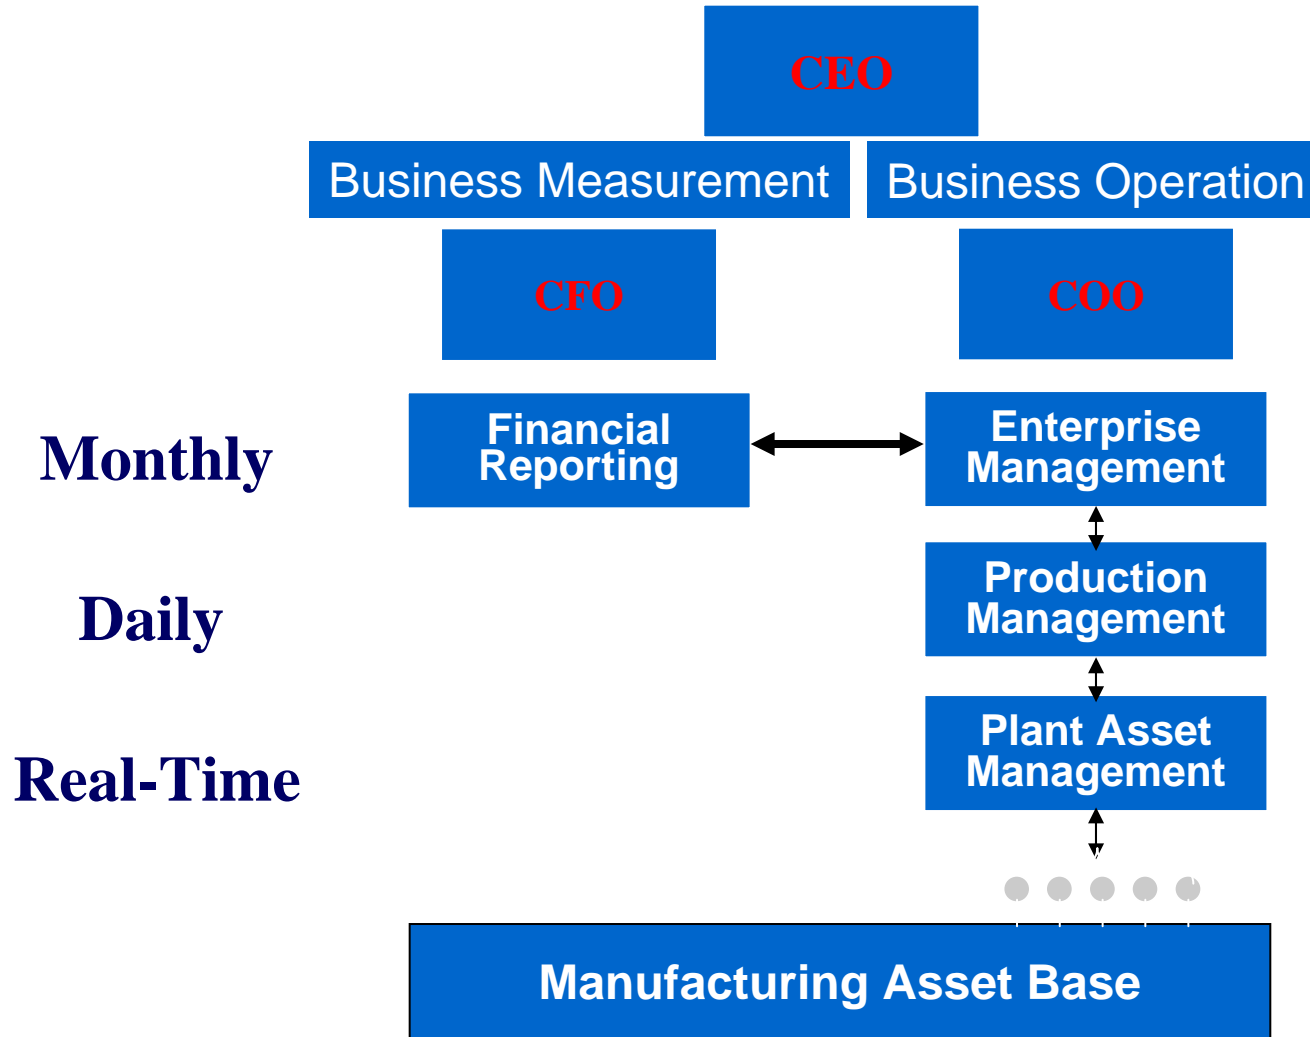 CEO
Business Measurement
Business Operation
CFO
COO
Monthly
Financial
Reporting
Enterprise
Management
Daily
Production
Management
Real-Time
Plant Asset
Management
Manufacturing Asset Base